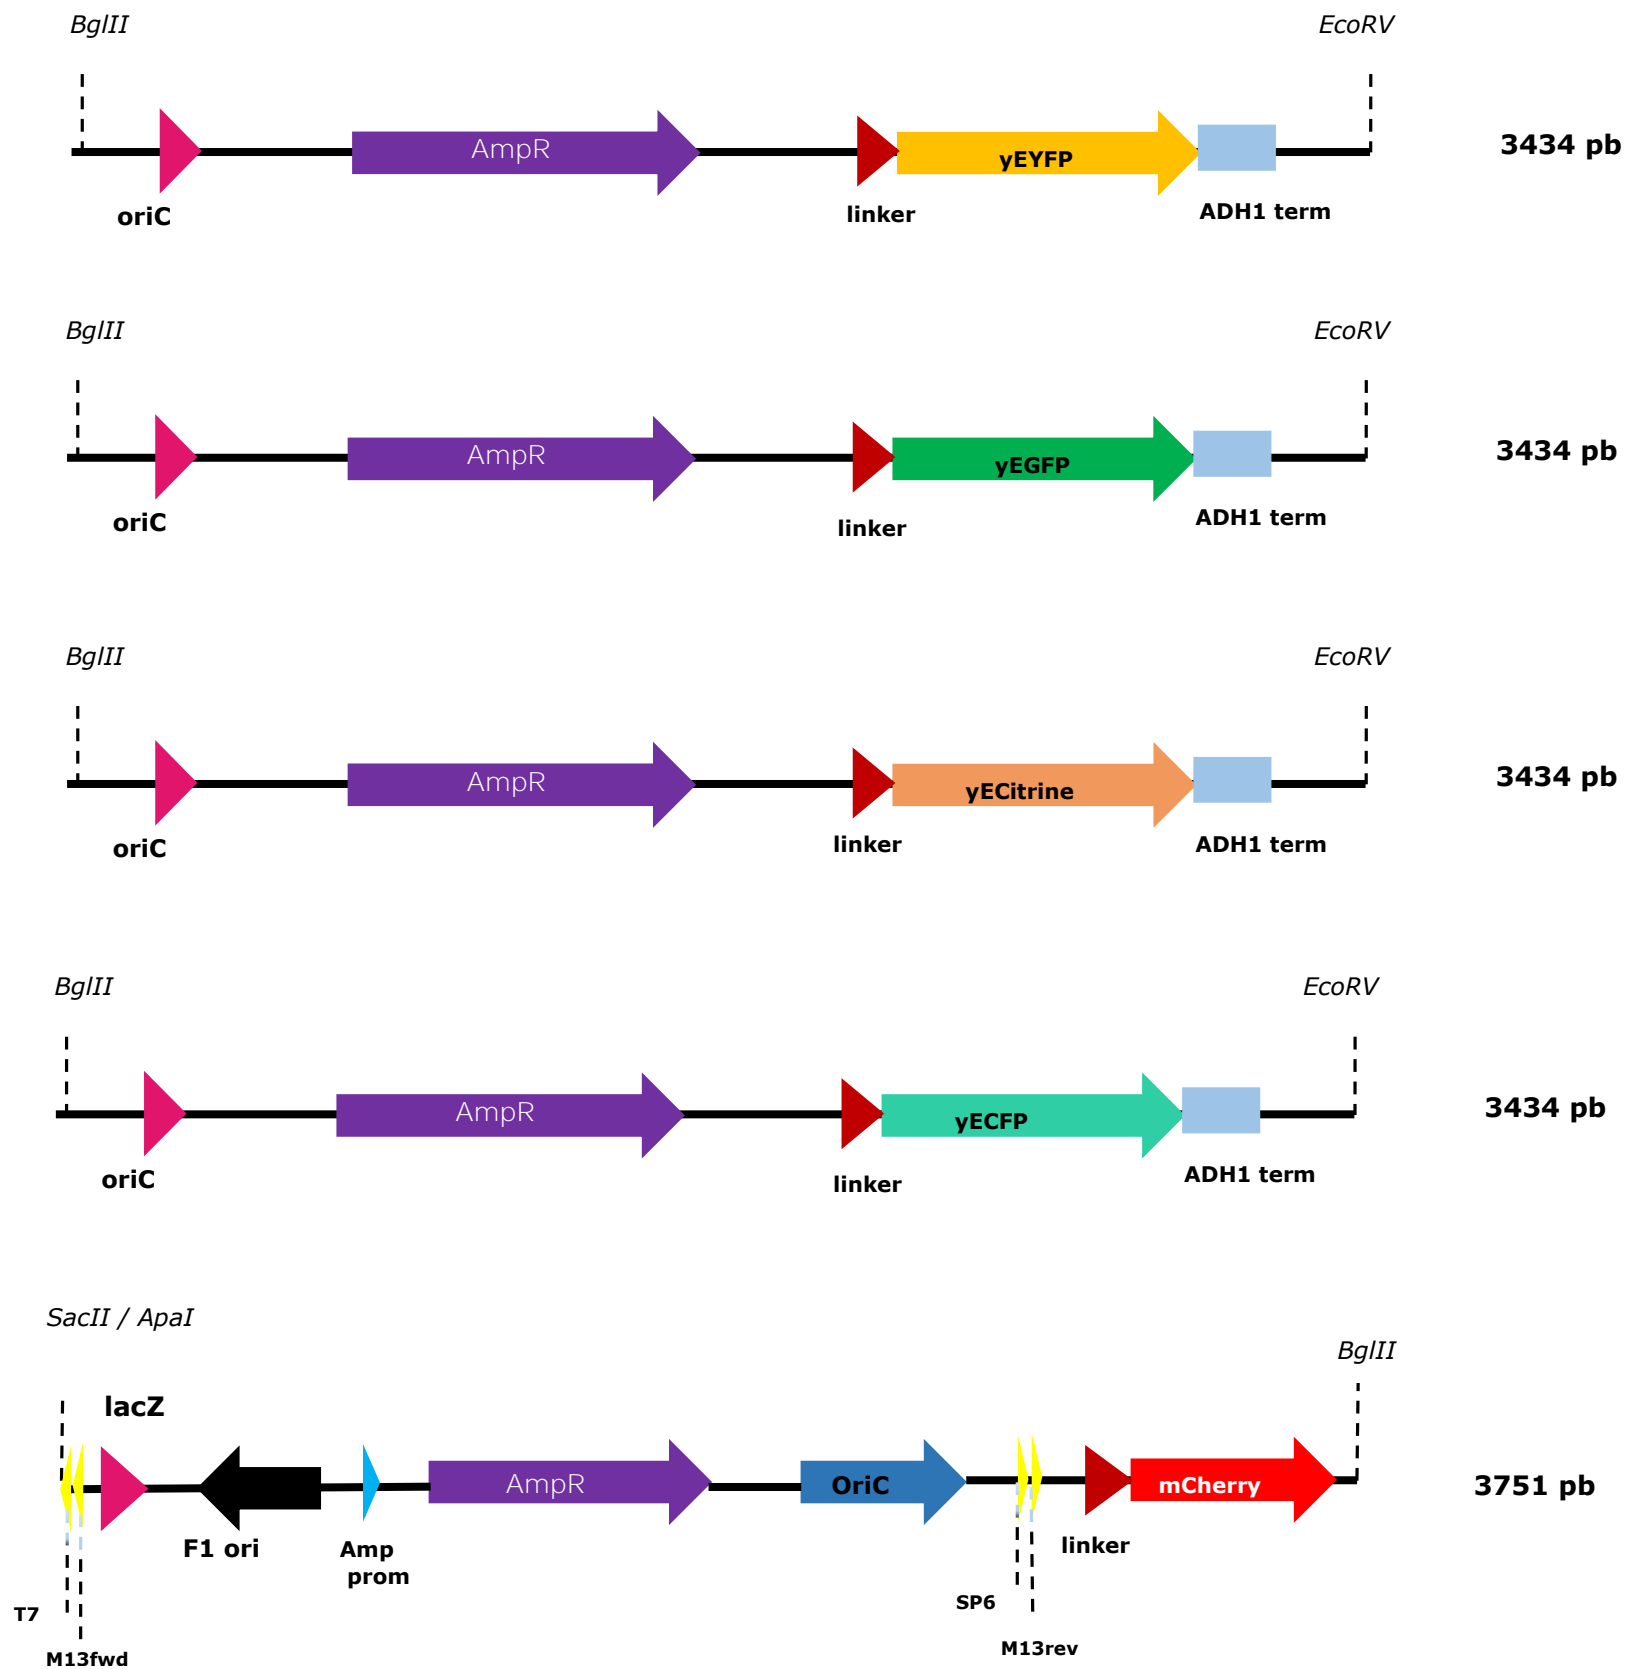 BglII
EcoRV
AmpR
yEYFP
3434 pb
oriC
linker
ADH1 term
BglII
EcoRV
AmpR
yEGFP
3434 pb
oriC
linker
ADH1 term
BglII
EcoRV
AmpR
yECitrine
3434 pb
oriC
linker
ADH1 term
BglII
EcoRV
AmpR
yECFP
3434 pb
oriC
linker
ADH1 term
SacII / ApaI
BglII
lacZ
AmpR
OriC
mCherry
3751 pb
F1 ori
Amp
prom
linker
T7
SP6
M13fwd
M13rev